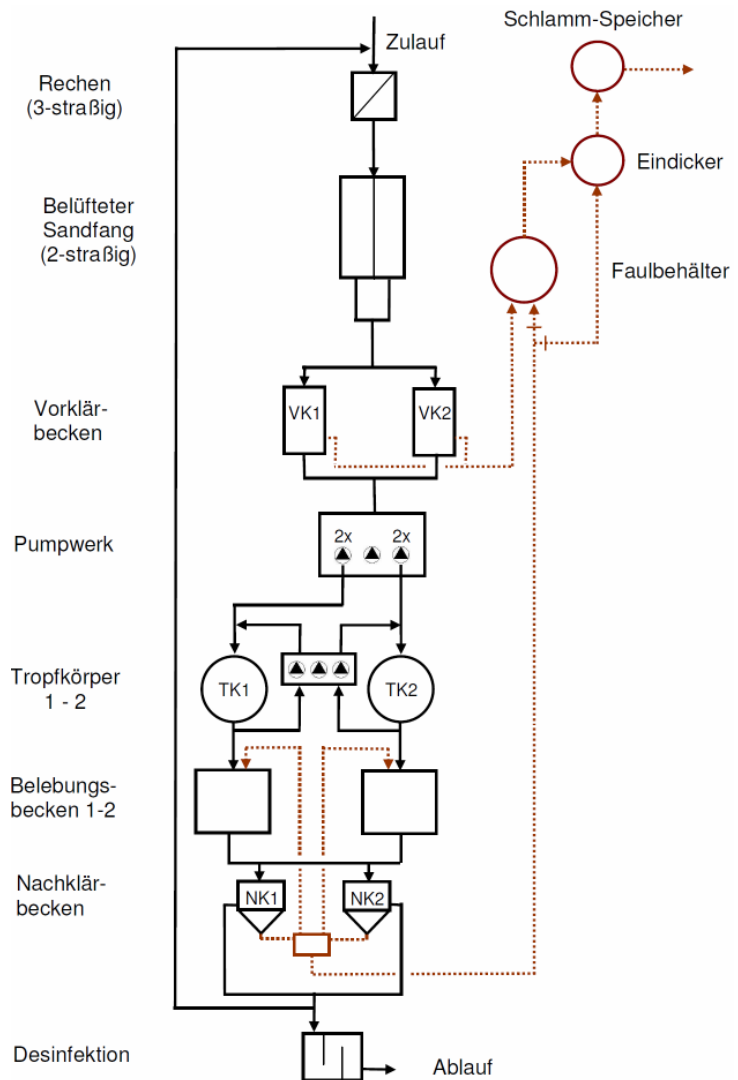 Schlamm-Speicher
Zulauf
Rechen
(3-straßig)
Eindicker
Belüfteter
Sandfang
(2-straßig)
Faulbehälter
Vorklär-
becken
VK1
VK2
Pumpwerk
2x
2x
Tropfkörper
1 - 2
TK1
TK2
Belebungs-
becken 1-2
Nachklär-
becken
NK1
NK2
Desinfektion
Ablauf